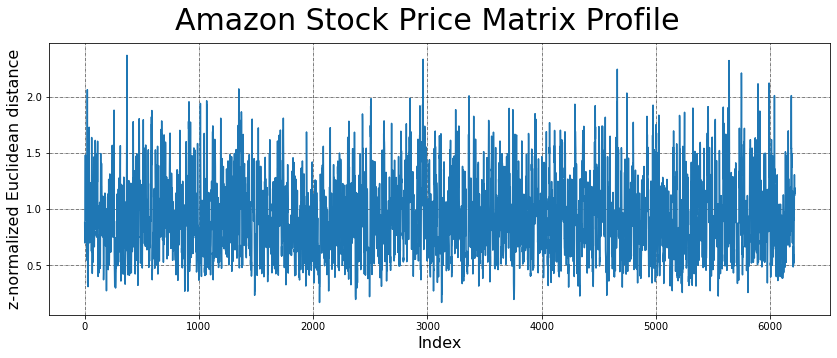 Amazon Stock Price Matrix Profile
z-normalized Euclidean distance
2.0
1.5
1.0
0.5
0 1000 2000 3000 4000 5000 6000
Index